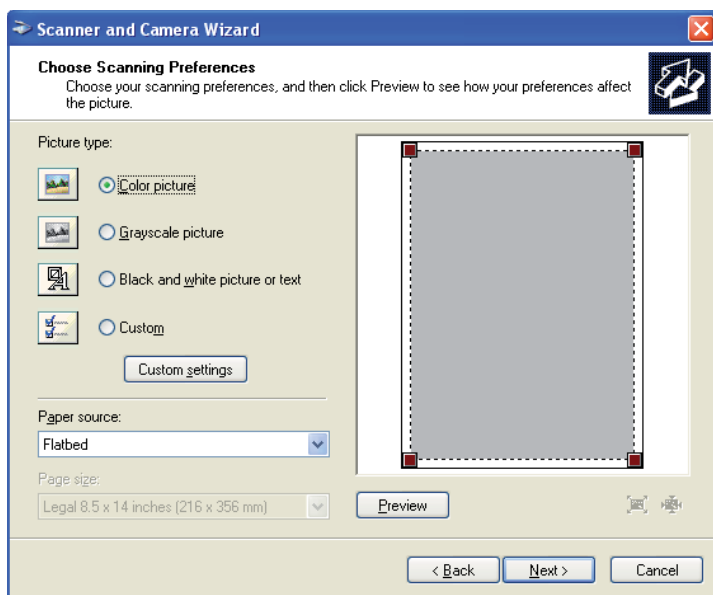 Scanner and Camera Wizard
Choose Scanning Preferences
Choose your scanning preferences, and then click Preview to see how your preferences affect
the picture.
Picture type:
Color picture
Grayscale picture
Black and white picture or text
Custom
Custom settings
Paper source:
Flatbed
Page size:
Legal 8.5 x 14 inches (216 x 356 mm)
Preview
< Back
Next >
Cancel